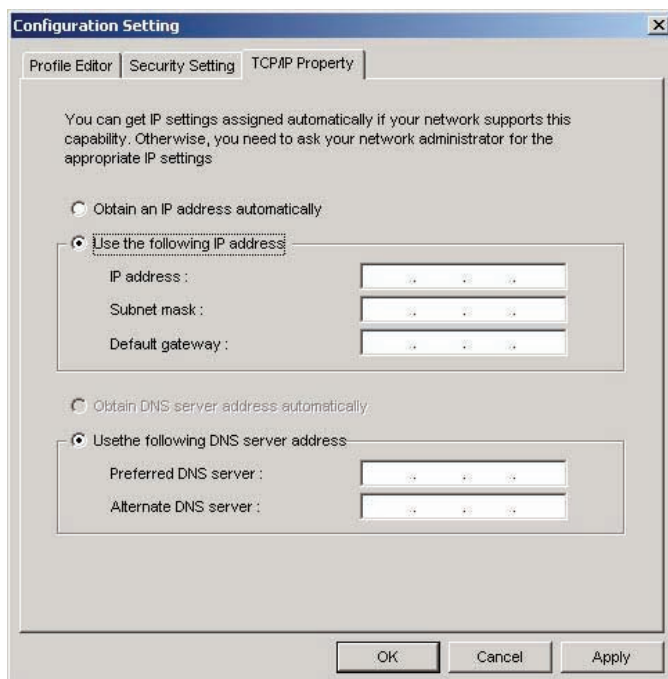 Configuration Setting
Profile Editor Security Setting TCP/IP Property
You can get IP settings assigned automatically if your network supports this
capability. Otherwise, you need to ask your network administrator for the
appropriate IP settings
Obtain an IP address automatically
Use the following IP address
IP address :
Subnet mask :
Default gateway :
Obtain DNS server address automatically
Usethe following DNS server address
Preferred DNS server :
Alternate DNS server :
OK Cancel Apply